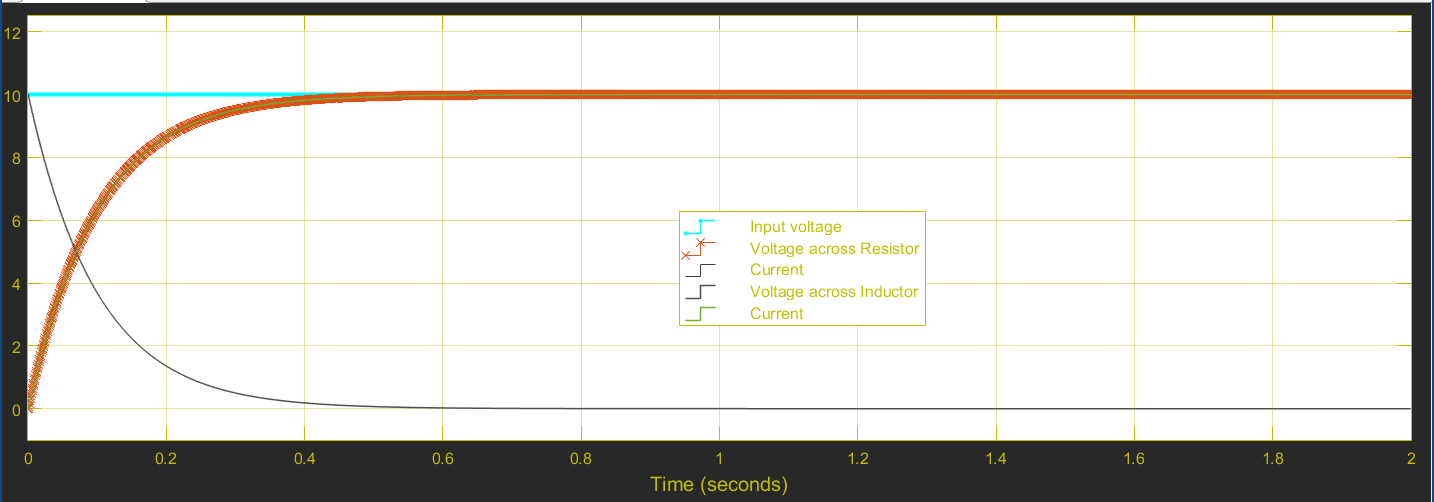 12
10
8
6
4
2
0
Input voltage
Voltage across Resistor
Current
Voltage across Inductor
Current
0 0.2 0.4 0.6 0.8 1 1.2 1.4 1.6 1.8 2
Time (seconds)